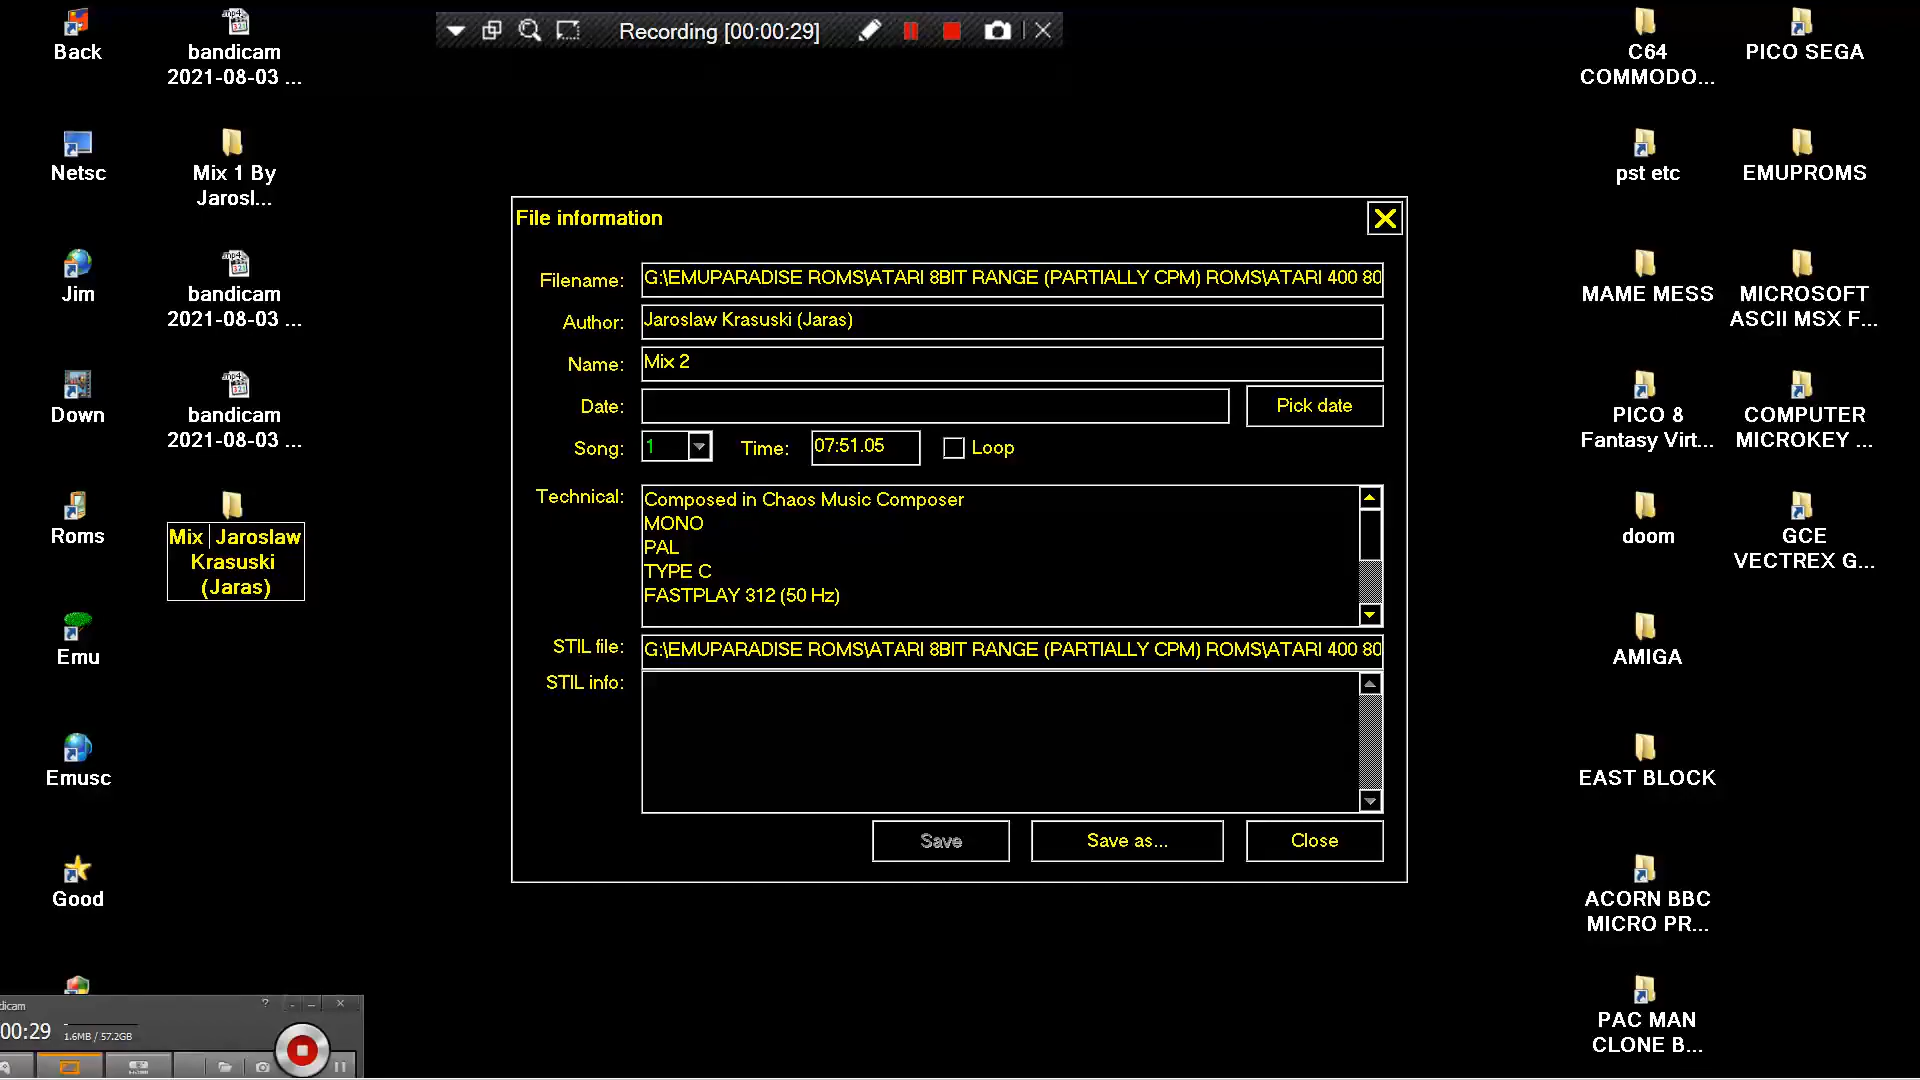 Recording [00:00:29]
Back
bandicam
2021-08-03 ...
Netsc
Mix 1 By
Jarosl...
Jim
bandicam
2021-08-03 ...
Down
bandicam
2021-08-03 ...
Roms
Mix Jaroslaw
Krasuski
(Jaras)
Emu
Emusc
Good
File information
Filename:
G:\EMUPARADISE ROMS\ATARI 8BIT RANGE (PARTIALLY CPM) ROMS\ATARI 400 80
Author:
Jaroslaw Krasuski (Jaras)
Name:
Mix 2
Date:
Pick date
Song:
1
Time:
07:51.05
Loop
Technical:
Composed in Chaos Music Composer
MONO
PAL
TYPE C
FASTPLAY 312 (50 Hz)
STIL file:
G:\EMUPARADISE ROMS\ATARI 8BIT RANGE (PARTIALLY CPM) ROMS\ATARI 400 80
STIL info:
Save
Save as...
Close
C64
COMMODO...
PICO SEGA
pst etc
EMUPROMS
MAME MESS
MICROSOFT
ASCII MSX F...
PICO 8
Fantasy Virt...
COMPUTER
MICROKEY ...
doom
GCE
VECTREX G...
AMIGA
EAST BLOCK
ACORN BBC
MICRO PR...
PAC MAN
CLONE B...
dicam
00:29
1.6MB / 57.2GB